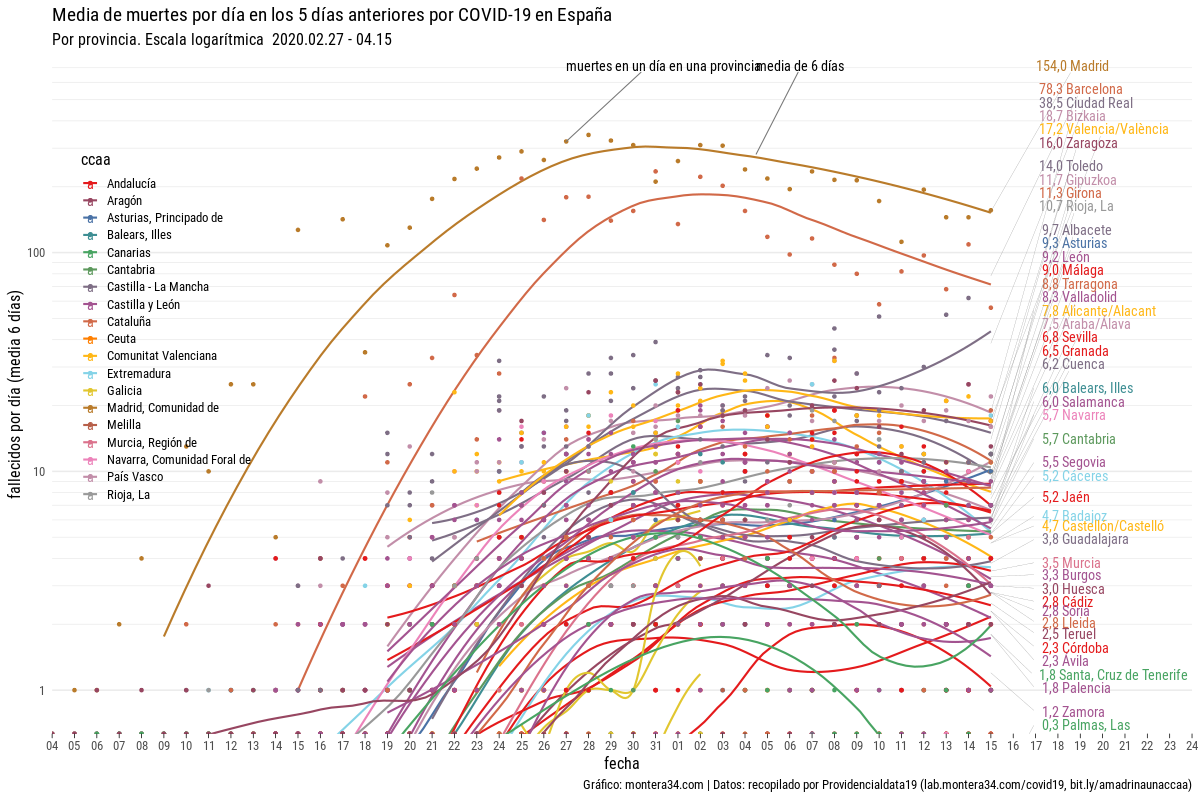 Media de muertes por día en los 5 días anteriores por COVID-19 en España
Por provincia. Escala logarítmica 2020.02.27 - 04.15
muertes en un día en una provincia
media de 6 días
ccaa
Andalucía
Aragón
Asturias, Principado de
Balears, Illes
Canarias
Cantabria
Castilla - La Mancha
Castilla y León
Cataluña
Ceuta
Comunitat Valenciana
Extremadura
Galicia
Madrid, Comunidad de
Melilla
Murcia, Región de
Navarra, Comunidad Foral de
País Vasco
Rioja, La
fallecidos por día (media 6 días)
100
10
1
154,0 Madrid
78,3 Barcelona
38,5 Ciudad Real
18,7 Bizkaia
17,2 Valencia/València
16,0 Zaragoza
14,0 Toledo
11,7 Gipuzkoa
11,3 Girona
10,7 Rioja, La
9,7 Albacete
9,3 Asturias
9,2 León
9,0 Málaga
8,8 Tarragona
8,3 Valladolid
7,8 Alicante/Alacant
7,5 Araba/Álava
6,8 Sevilla
6,5 Granada
6,2 Cuenca
6,0 Balears, Illes
6,0 Salamanca
5,7 Navarra
5,7 Cantabria
5,5 Segovia
5,2 Cáceres
5,2 Jaén
4,7 Badajoz
4,7 Castellón/Castelló
3,8 Guadalajara
3,5 Murcia
3,3 Burgos
3,0 Huesca
2,8 Cádiz
2,8 Soria
2,8 Lleida
2,5 Teruel
2,3 Córdoba
2,3 Ávila
1,8 Santa, Cruz de Tenerife
1,8 Palencia
1,2 Zamora
0,3 Palmas, Las
04 05 06 07 08 09 10 11 12 13 14 15 16 17 18 19 20 21 22 23 24 25 26 27 28 29 30 31 01 02 03 04 05 06 07 08 09 10 11 12 13 14 15 16 17 18 19 20 21 22 23 24
fecha
Gráfico: montera34.com | Datos: recopilado por Providencialdata19 (lab.montera34.com/covid19, bit.ly/amadrinaunaccaa)